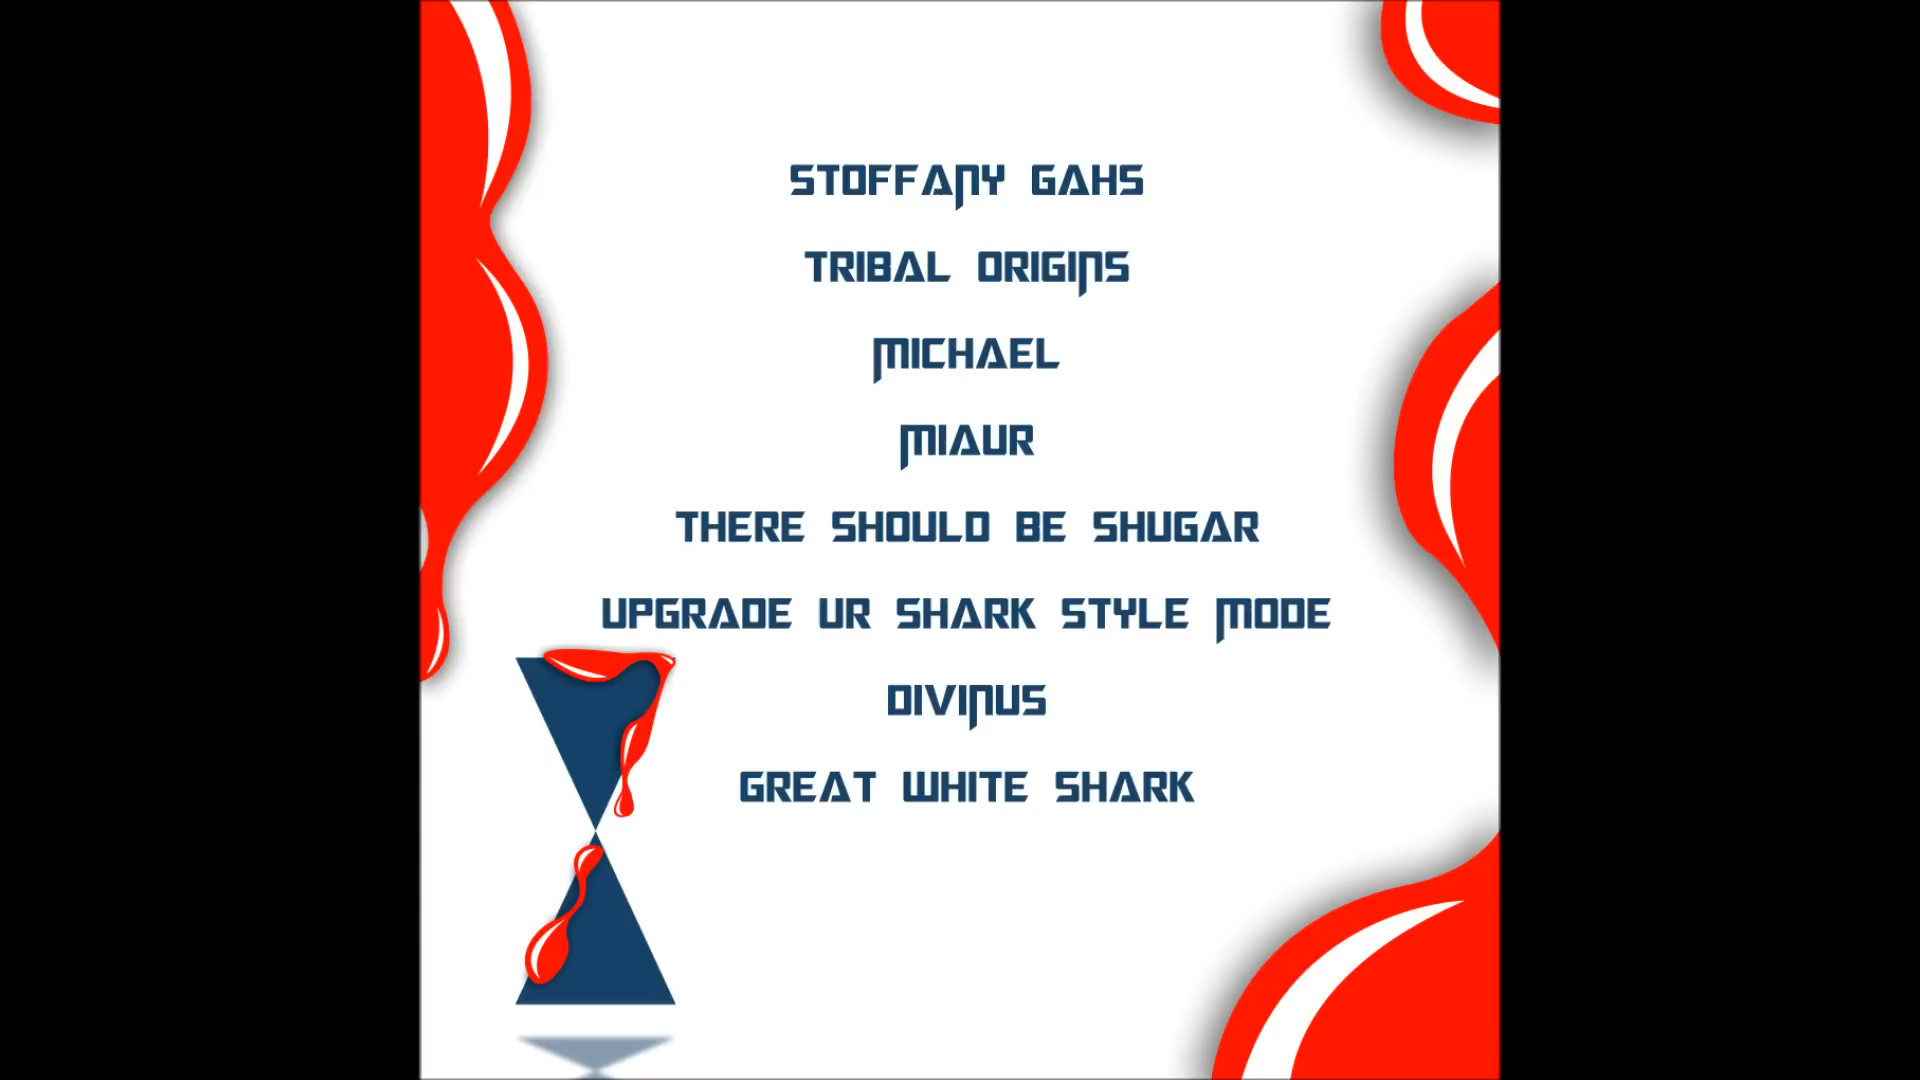 STOFFANY GAHS
TRIBAL ORIGINS
MICHAEL
MIAUR
THERE SHOULD BE SHUGAR
UPGRADE UR SHARK STYLE MODE
DIVINUS
GREAT WHITE SHARK